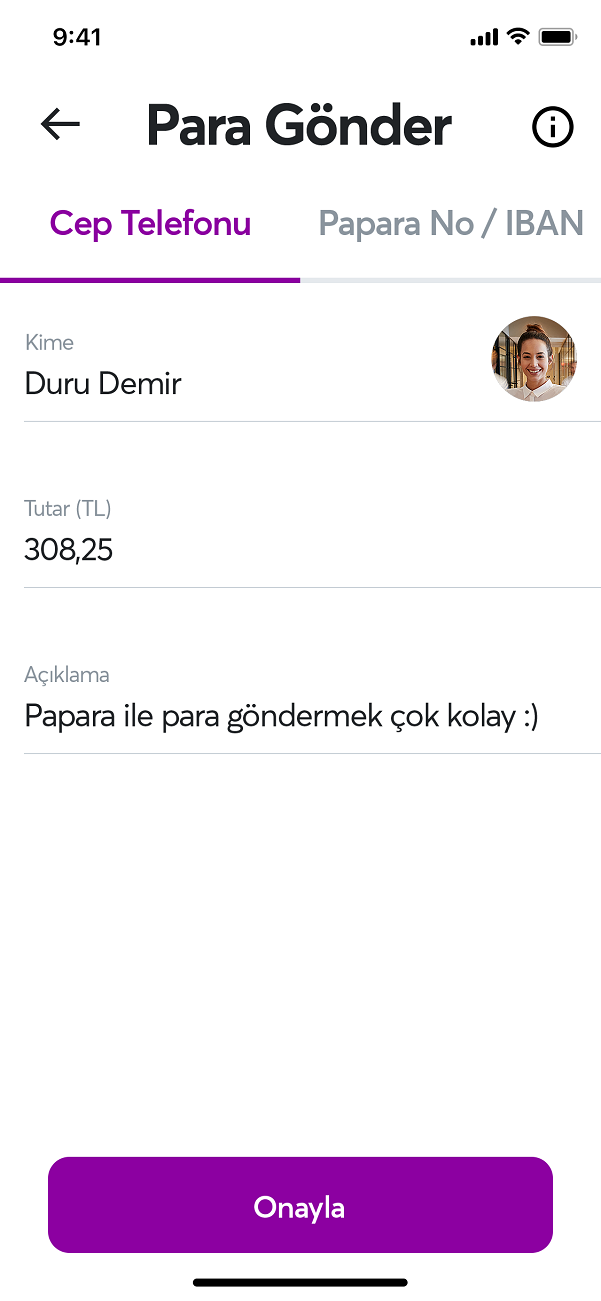 9:41
Para Gönder
Cep Telefonu
Papara No / IBAN
Kime
Duru Demir
Tutar (TL)
308,25
Açıklama
Papara ile para göndermek çok kolay :)
Onayla